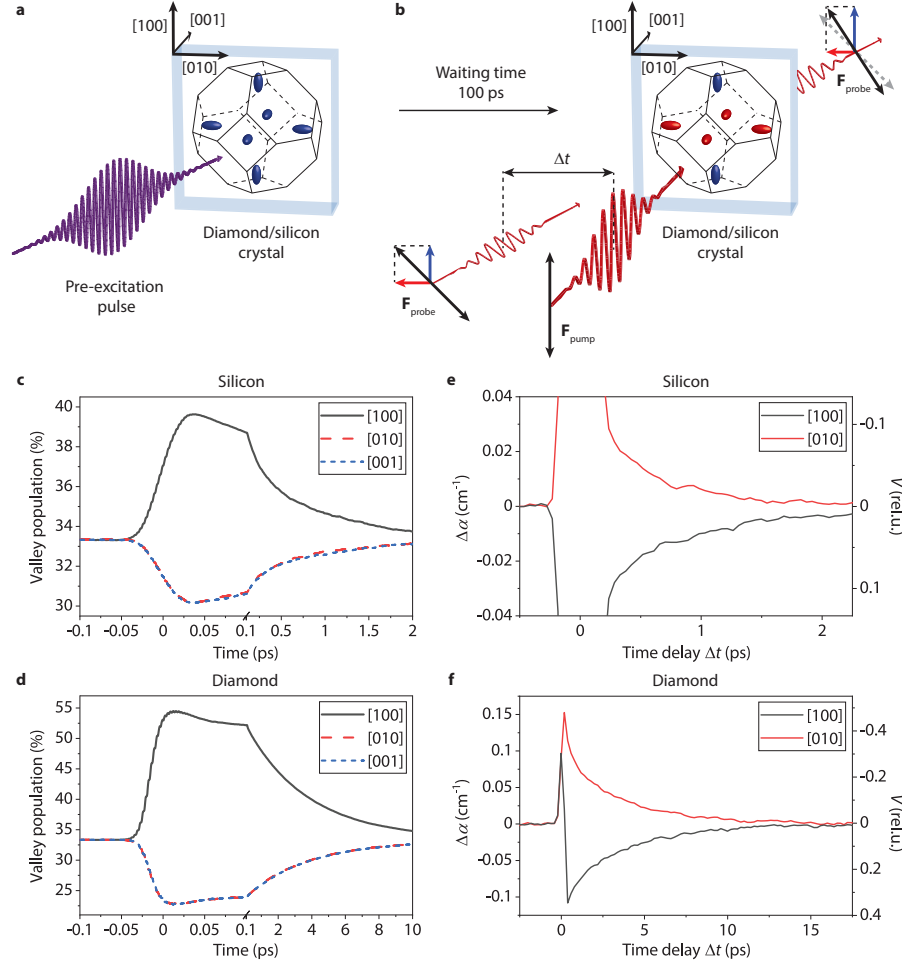 a
[100]
[001]
[010]
Diamond/silicon
crystal
Pre-excitation
pulse
b
Waiting time
100 ps
[100]
[001]
[010]
F probe
Δt
Diamond/silicon
crystal
F probe
F pump
c
Silicon
Valley population (%)
40
38
36
34
32
30
[100]
[010]
[001]
-0.1 -0.05 0 0.05 0.1 0.5 1 1.5 2
Time (ps)
e
Silicon
Δα (cm⁻¹)
0.04
0.02
0
-0.02
-0.04
[100]
[010]
-0.1
0
0.1
V (rel.u.)
0 1 2
Time delay Δt (ps)
d
Diamond
Valley population (%)
55
50
45
40
35
30
25
[100]
[010]
[001]
-0.1 -0.05 0 0.05 0.1 2 4 6 8 10
Time (ps)
f
Diamond
Δα (cm⁻¹)
0.15
0.1
0.05
0
-0.05
-0.1
[100]
[010]
-0.4
-0.2
0
0.2
0.4
V (rel.u.)
0 5 10 15
Time delay Δt (ps)